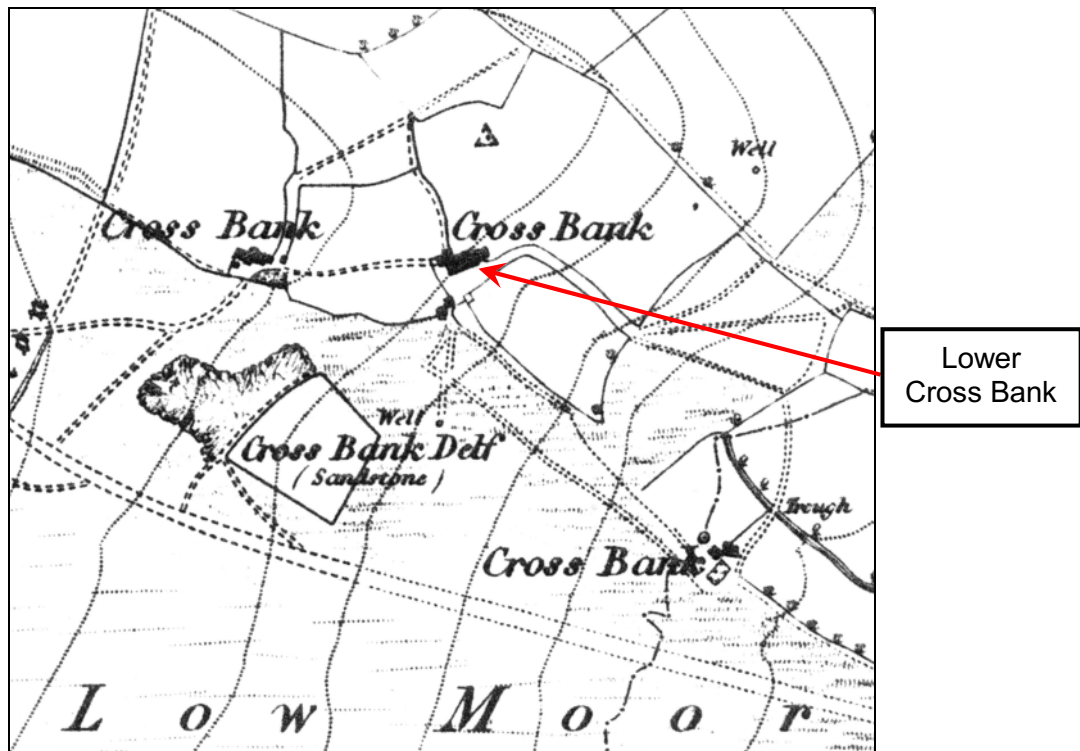 Well
Cross Bank
Cross Bank
Lower
Cross Bank
Well
Cross Bank Delf
(Sandstone)
Trough
Cross Bank
Low Moor